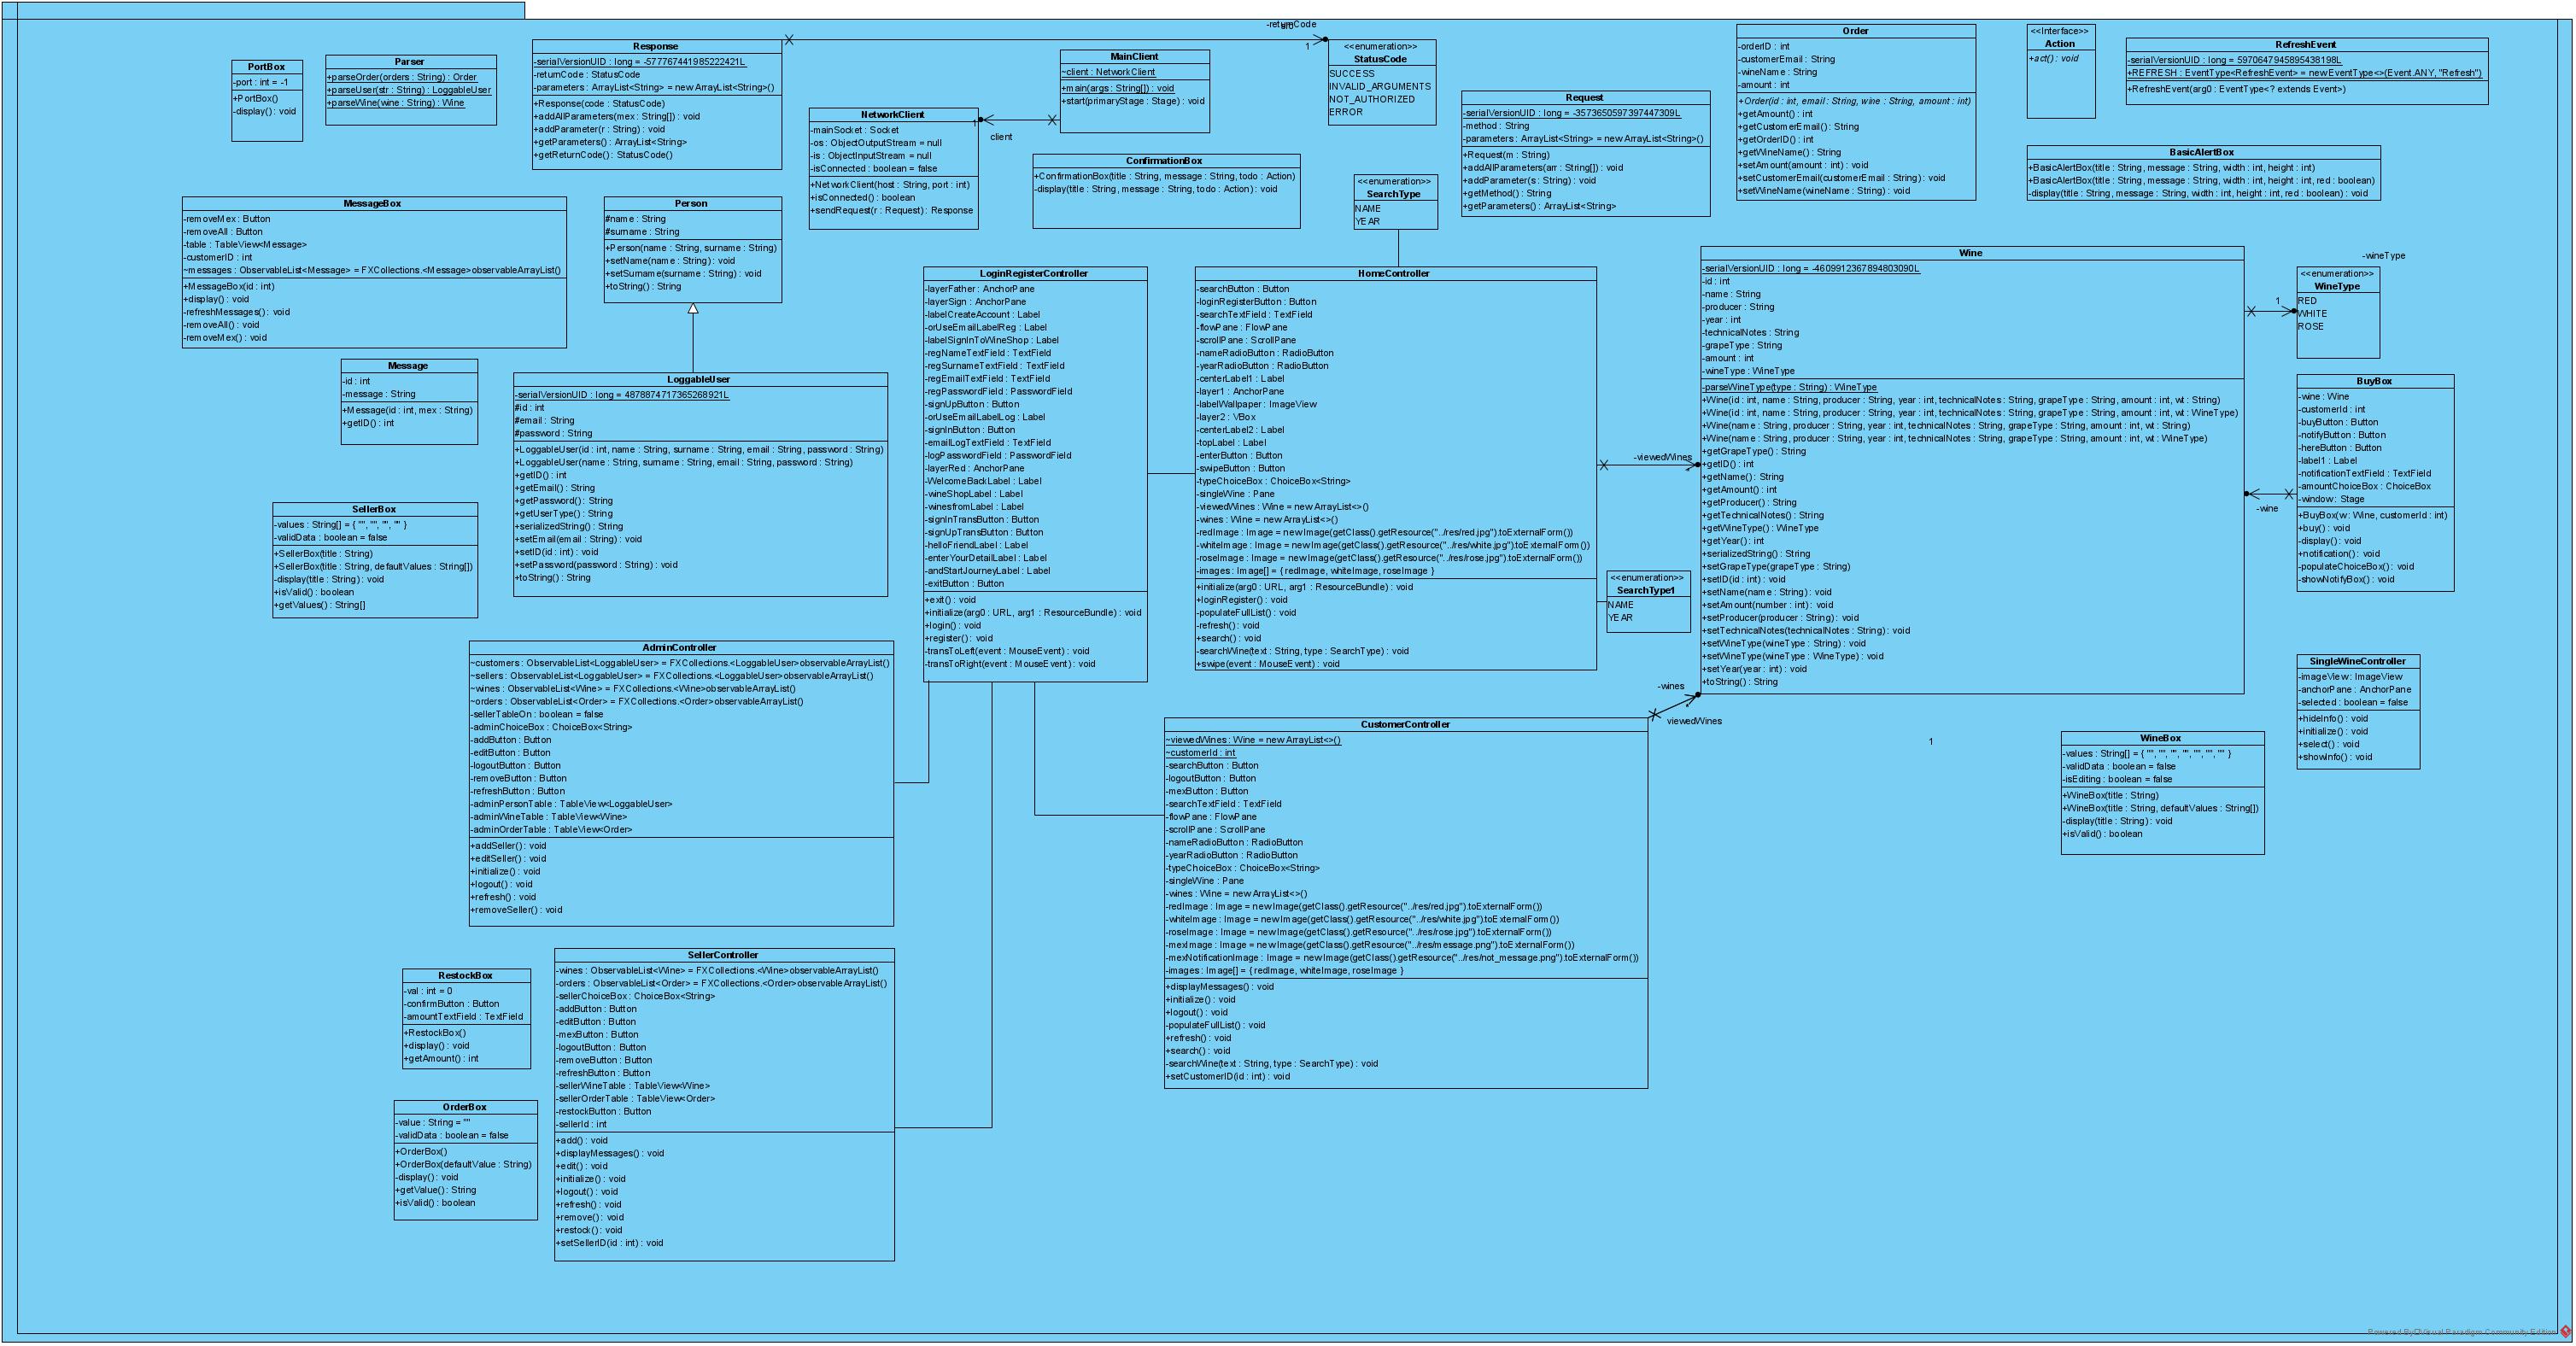 PortBox
-port : int = -1
+PortBox()
-display() : void
Parser
+parseOrder(orders : String) : Order
+parseUser(str : String) : LoggableUser
+parseWine(wine : String) : Wine
Response
-serialVersionUID : long = -5777674419852224​21L
-returnCode : StatusCode
-parameters : ArrayList<String> = new ArrayList<String>()
+Response(code : StatusCode)
+addAllParameters(mex : String[]) : void
+addParameter(r : String) : void
+getParameters() : ArrayList<String>
+getReturnCode() : StatusCode()
-returnCode
1
<<enumeration>>
StatusCode
SUCCESS
INVALID_ARGUMENTS
NOT_AUTHORIZED
ERROR
MainClient
~client : NetworkClient
+main(args : String[]) : void
+start(primaryStage : Stage) : void
NetworkClient
-mainSocket : Socket
-os : ObjectOutputStream = null
-is : ObjectInputStream = null
-isConnected : boolean = false
+NetworkClient(host : String, port : int)
+isConnected() : boolean
+sendRequest(r : Request) : Response
1
client
ConfirmationBox
+ConfirmationBox(title : String, message : String, todo : Action)
-display(title : String, message : String, todo : Action) : void
<<enumeration>>
SearchType
NAME
YEAR
Request
-serialVersionUID : long = -3573650597397447309L
-method : String
-parameters : ArrayList<String> = new ArrayList<String>()
+Request(m : String)
+addAllParameters(arr : String[]) : void
+addParameter(s : String) : void
+getMethod() : String
+getParameters() : ArrayList<String>
Order
-orderID : int
-customerEmail : String
-wineName : String
-amount : int
+Order(id : int, email : String, wine : String, amount : int)
+getAmount() : int
+getCustomerEmail() : String
+getOrderID() : int
+getWineName() : String
+setAmount(amount : int) : void
+setCustomerEmail(customerEmail : String) : void
+setWineName(wineName : String) : void
<<Interface>>
Action
+act() : void
RefreshEvent
-serialVersionUID : long = 5970647945895438198L
+REFRESH : EventType<RefreshEvent> = new EventType<>(Event.ANY, "Refresh")
+RefreshEvent(arg0 : EventType<? extends Event>)
BasicAlertBox
+BasicAlertBox(title : String, message : String, width : int, height : int)
+BasicAlertBox(title : String, message : String, width : int, height : int, red : boolean)
-display(title : String, message : String, width : int, height : int, red : boolean) : void
MessageBox
-removeMex : Button
-removeAll : Button
-table : TableView<Message>
-customerID : int
~messages : ObservableList<Message> = FXCollections.<Message>observableArrayList()
+MessageBox(id : int)
+display() : void
-refreshMessages() : void
-removeAll() : void
-removeMex() : void
Person
#name : String
#surname : String
+Person(name : String, surname : String)
+setName(name : String) : void
+setSurname(surname : String) : void
+toString() : String
Message
-id : int
-message : String
+Message(id : int, mex : String)
+getID() : int
LoggableUser
-serialVersionUID : long = 4878874717365268921L
#id : int
#email : String
#password : String
+LoggableUser(id : int, name : String, surname : String, email : String, password : String)
+LoggableUser(name : String, surname : String, email : String, password : String)
+getID() : int
+getEmail() : String
+getPassword() : String
+getUserType() : String
+serializedString() : String
+setEmail(email : String) : void
+setID(id : int) : void
+setPassword(password : String) : void
+toString() : String
SellerBox
-values : String[] = { "", "", "", "" }
-validData : boolean = false
+SellerBox(title : String)
+SellerBox(title : String, defaultValues : String[])
-display(title : String) : void
+isValid() : boolean
+getValues() : String[]
LoginRegisterController
-layerFather : AnchorPane
-layerSign : AnchorPane
-labelCreateAccount : Label
-orUseEmailLabelReg : Label
-labelSignInToWineShop : Label
-regNameTextField : TextField
-regSurnameTextField : TextField
-regEmailTextField : TextField
-regPasswordField : PasswordField
-signUpButton : Button
-orUseEmailLabelLog : Label
-signInButton : Button
-emailLogTextField : TextField
-logPasswordField : PasswordField
-layerRed : AnchorPane
-WelcomeBackLabel : Label
-wineShopLabel : Label
-winesfromLabel : Label
-signInTransButton : Button
-signUpTransButton : Button
-helloFriendLabel : Label
-enterYourDetailLabel : Label
-andStartJourneyLabel : Label
-exitButton : Button
+exit() : void
+initialize(arg0 : URL, arg1 : ResourceBundle) : void
+login() : void
+register() : void
-transToLeft(event : MouseEvent) : void
-transToRight(event : MouseEvent) : void
HomeController
-searchButton : Button
-loginRegisterButton : Button
-searchTextField : TextField
-flowPane : FlowPane
-scrollPane : ScrollPane
-nameRadioButton : RadioButton
-yearRadioButton : RadioButton
-centerLabel1 : Label
-layer1 : AnchorPane
-labelWallpaper : ImageView
-layer2 : VBox
-centerLabel2 : Label
-topLabel : Label
-enterButton : Button
-swipeButton : Button
-typeChoiceBox : ChoiceBox<String>
-singleWine : Pane
-viewedWines : Wine = new ArrayList<>()
-wines : Wine = new ArrayList<>()
-redImage : Image = new Image(getClass().getResource("../res/red.jpg").toExternalForm())
-whiteImage : Image = new Image(getClass().getResource("../res/white.jpg").toExternalForm())
-roseImage : Image = new Image(getClass().getResource("../res/rose.jpg").toExternalForm())
-images : Image[] = { redImage, whiteImage, roseImage }
+initialize(arg0 : URL, arg1 : ResourceBundle) : void
+loginRegister() : void
-populateFullList() : void
-refresh() : void
+search() : void
-searchWine(text : String, type : SearchType) : void
+swipe(event : MouseEvent) : void
-viewedWines
<<enumeration>>
SearchType1
NAME
YEAR
Wine
-serialVersionUID : long = -4609912367894803090L
-id : int
-name : String
-producer : String
-year : int
-technicalNotes : String
-grapeType : String
-amount : int
-wineType : WineType
-parseWineType(type : String) : WineType
+Wine(id : int, name : String, producer : String, year : int, technicalNotes : String, grapeType : String, amount : int, wt : String)
+Wine(id : int, name : String, producer : String, year : int, technicalNotes : String, grapeType : String, amount : int, wt : WineType)
+Wine(name : String, producer : String, year : int, technicalNotes : String, grapeType : String, amount : int, wt : String)
+Wine(name : String, producer : String, year : int, technicalNotes : String, grapeType : String, amount : int, wt : WineType)
+getGrapeType() : String
+getID() : int
+getName() : String
+getAmount() : int
+getProducer() : String
+getTechnicalNotes() : String
+getWineType() : WineType
+getYear() : int
+serializedString() : String
+setGrapeType(grapeType : String)
+setID(id : int) : void
+setName(name : String) : void
+setAmount(number : int) : void
+setProducer(producer : String) : void
+setTechnicalNotes(technicalNotes : String) : void
+setWineType(wineType : String) : void
+setWineType(wineType : WineType) : void
+setYear(year : int) : void
+toString() : String
-wineType
1
<<enumeration>>
WineType
RED
WHITE
ROSE
BuyBox
-wine : Wine
-customerId : int
-buyButton : Button
-notifyButton : Button
-hereButton : Button
-label1 : Label
-notificationTextField : TextField
-amountChoiceBox : ChoiceBox
-window : Stage
+BuyBox(w : Wine, customerId : int)
+buy() : void
-display() : void
+notification() : void
-populateChoiceBox() : void
-showNotifyBox() : void
-wine
SingleWineController
-imageView : ImageView
-anchorPane : AnchorPane
-selected : boolean = false
+hideInfo() : void
+initialize() : void
+select() : void
+showInfo() : void
WineBox
-values : String[] = { "", "", "", "", "", "", "" }
-validData : boolean = false
-isEditing : boolean = false
+WineBox(title : String)
+WineBox(title : String, defaultValues : String[])
-display(title : String) : void
+isValid() : boolean
1
-wines
viewedWines
AdminController
~customers : ObservableList<LoggableUser> = FXCollections.<LoggableUser>observableArrayList()
~sellers : ObservableList<LoggableUser> = FXCollections.<LoggableUser>observableArrayList()
~wines : ObservableList<Wine> = FXCollections.<Wine>observableArrayList()
~orders : ObservableList<Order> = FXCollections.<Order>observableArrayList()
-sellerTableOn : boolean = false
-adminChoiceBox : ChoiceBox<String>
-addButton : Button
-editButton : Button
-logoutButton : Button
-removeButton : Button
-refreshButton : Button
-adminPersonTable : TableView<LoggableUser>
-adminWineTable : TableView<Wine>
-adminOrderTable : TableView<Order>
+addSeller() : void
+editSeller() : void
+initialize() : void
+logout() : void
+refresh() : void
+removeSeller() : void
CustomerController
~viewedWines : Wine = new ArrayList<>()
~customerId : int
-searchButton : Button
-logoutButton : Button
-mexButton : Button
-searchTextField : TextField
-flowPane : FlowPane
-scrollPane : ScrollPane
-nameRadioButton : RadioButton
-yearRadioButton : RadioButton
-typeChoiceBox : ChoiceBox<String>
-singleWine : Pane
-wines : Wine = new ArrayList<>()
-redImage : Image = new Image(getClass().getResource("../res/red.jpg").toExternalForm())
-whiteImage : Image = new Image(getClass().getResource("../res/white.jpg").toExternalForm())
-roseImage : Image = new Image(getClass().getResource("../res/rose.jpg").toExternalForm())
-mexImage : Image = new Image(getClass().getResource("../res/message.png").toExternalForm())
-mexNotificationImage : Image = new Image(getClass().getResource("../res/not_message.png").toExternalForm())
-images : Image[] = { redImage, whiteImage, roseImage }
+displayMessages() : void
+initialize() : void
+logout() : void
-populateFullList() : void
+refresh() : void
+search() : void
-searchWine(text : String, type : SearchType) : void
+setCustomerID(id : int) : void
RestockBox
-val : int = 0
-confirmButton : Button
-amountTextField : TextField
+RestockBox()
+display() : void
+getAmount() : int
SellerController
-wines : ObservableList<Wine> = FXCollections.<Wine>observableArrayList()
-orders : ObservableList<Order> = FXCollections.<Order>observableArrayList()
-sellerChoiceBox : ChoiceBox<String>
-addButton : Button
-editButton : Button
-mexButton : Button
-logoutButton : Button
-removeButton : Button
-refreshButton : Button
-sellerWineTable : TableView<Wine>
-sellerOrderTable : TableView<Order>
-restockButton : Button
-sellerId : int
+add() : void
+displayMessages() : void
+edit() : void
+initialize() : void
+logout() : void
+refresh() : void
+remove() : void
+restock() : void
+setSellerID(id : int) : void
OrderBox
-value : String = ""
-validData : boolean = false
+OrderBox()
+OrderBox(defaultValue : String)
-display() : void
+getValue() : String
+isValid() : boolean
Powered By Visual Paradigm Community Edition